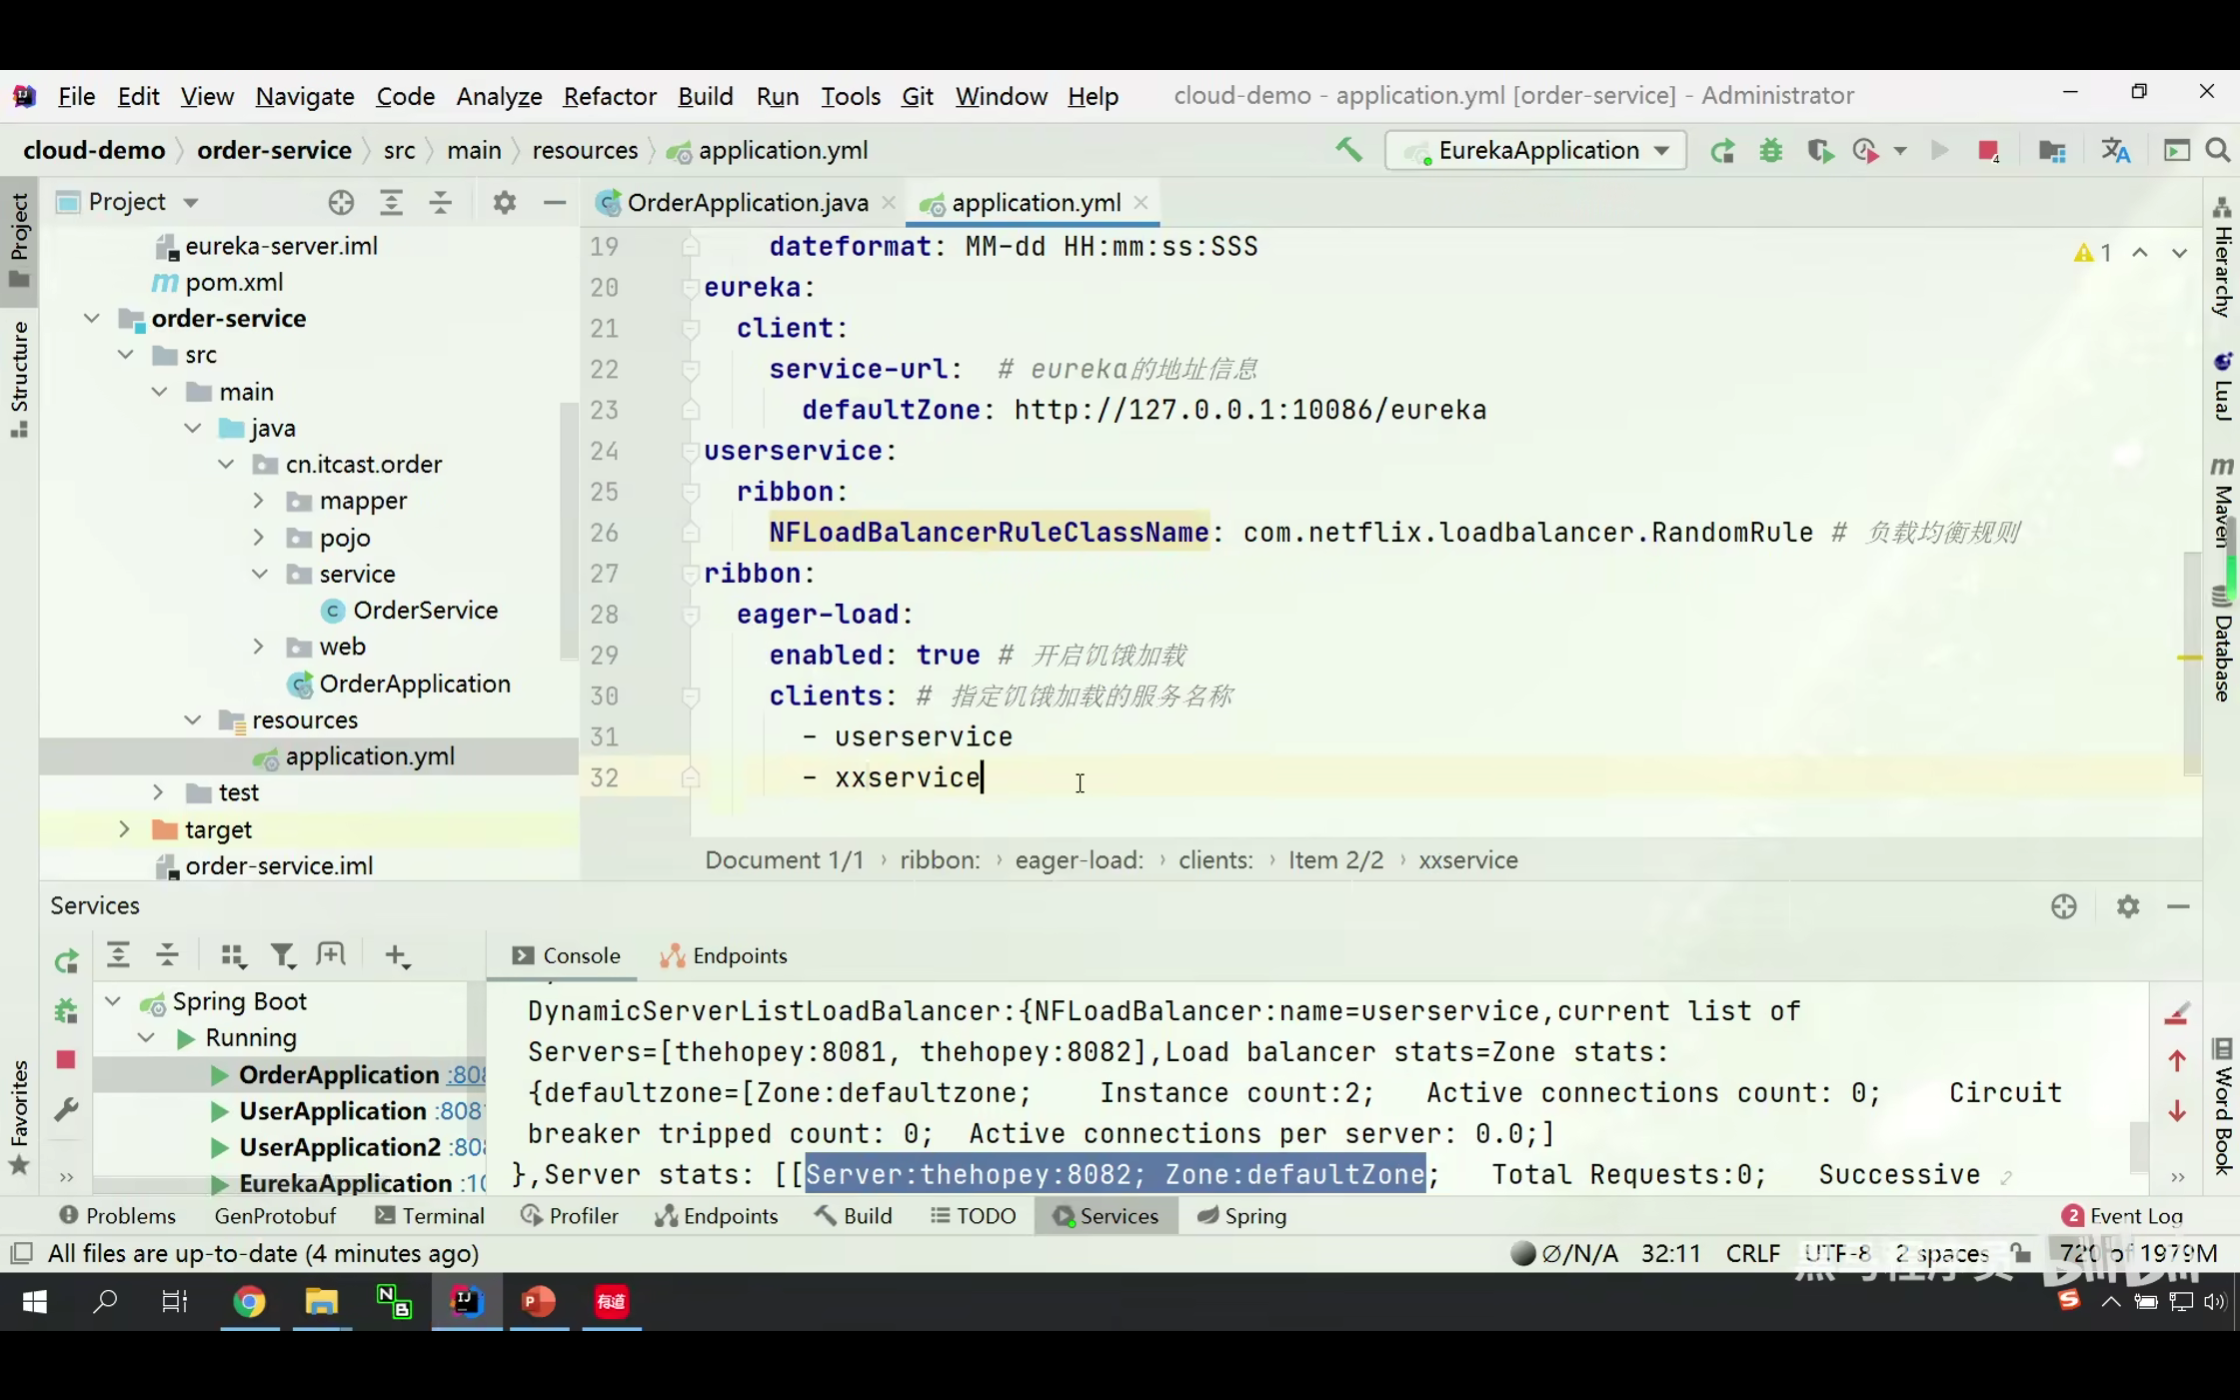 File Edit View Navigate Code Analyze Refactor Build Run Tools Git Window Help cloud-demo - application.yml [order-service] - Administrator
cloud-demo order-service src main resources application.yml EurekaApplication
Project
OrderApplication.java application.yml
Project
Structure
Favorites
eureka-server.iml
pom.xml
order-service
src
main
java
cn.itcast.order
mapper
pojo
service
OrderService
web
OrderApplication
resources
application.yml
test
target
order-service.iml
19 dateformat: MM-dd HH:mm:ss:SSS
20 eureka:
21 client:
22 service-url: # eureka的地址信息
23 defaultZone: http://127.0.0.1:10086/eureka
24 userservice:
25 ribbon:
26 NFLoadBalancerRuleClassName: com.netflix.loadbalancer.RandomRule # 负载均衡规则
27 ribbon:
28 eager-load:
29 enabled: true # 开启饥饿加载
30 clients: # 指定饥饿加载的服务名称
31 - userservice
32 - xxservice
1
Document 1/1 › ribbon: › eager-load: › clients: › Item 2/2 › xxservice
Hierarchy
LuaJ
Maven
Database
Word Book
Services
Console Endpoints
Spring Boot
Running
OrderApplication :808
UserApplication :8081
UserApplication2 :808
EurekaApplication :10
DynamicServerListLoadBalancer:{NFLoadBalancer:name=userservice,current list of
Servers=[thehopey:8081, thehopey:8082],Load balancer stats=Zone stats:
{defaultzone=[Zone:defaultzone; Instance count:2; Active connections count: 0; Circuit
breaker tripped count: 0; Active connections per server: 0.0;]
},Server stats: [[Server:thehopey:8082; Zone:defaultZone; Total Requests:0; Successive
Problems GenProtobuf Terminal Profiler Endpoints Build TODO Services Spring 2 Event Log
All files are up-to-date (4 minutes ago) Ø/N/A 32:11 CRLF UTF-8 2 spaces 720 of 1979M
黑马程序员 bilibili
有道